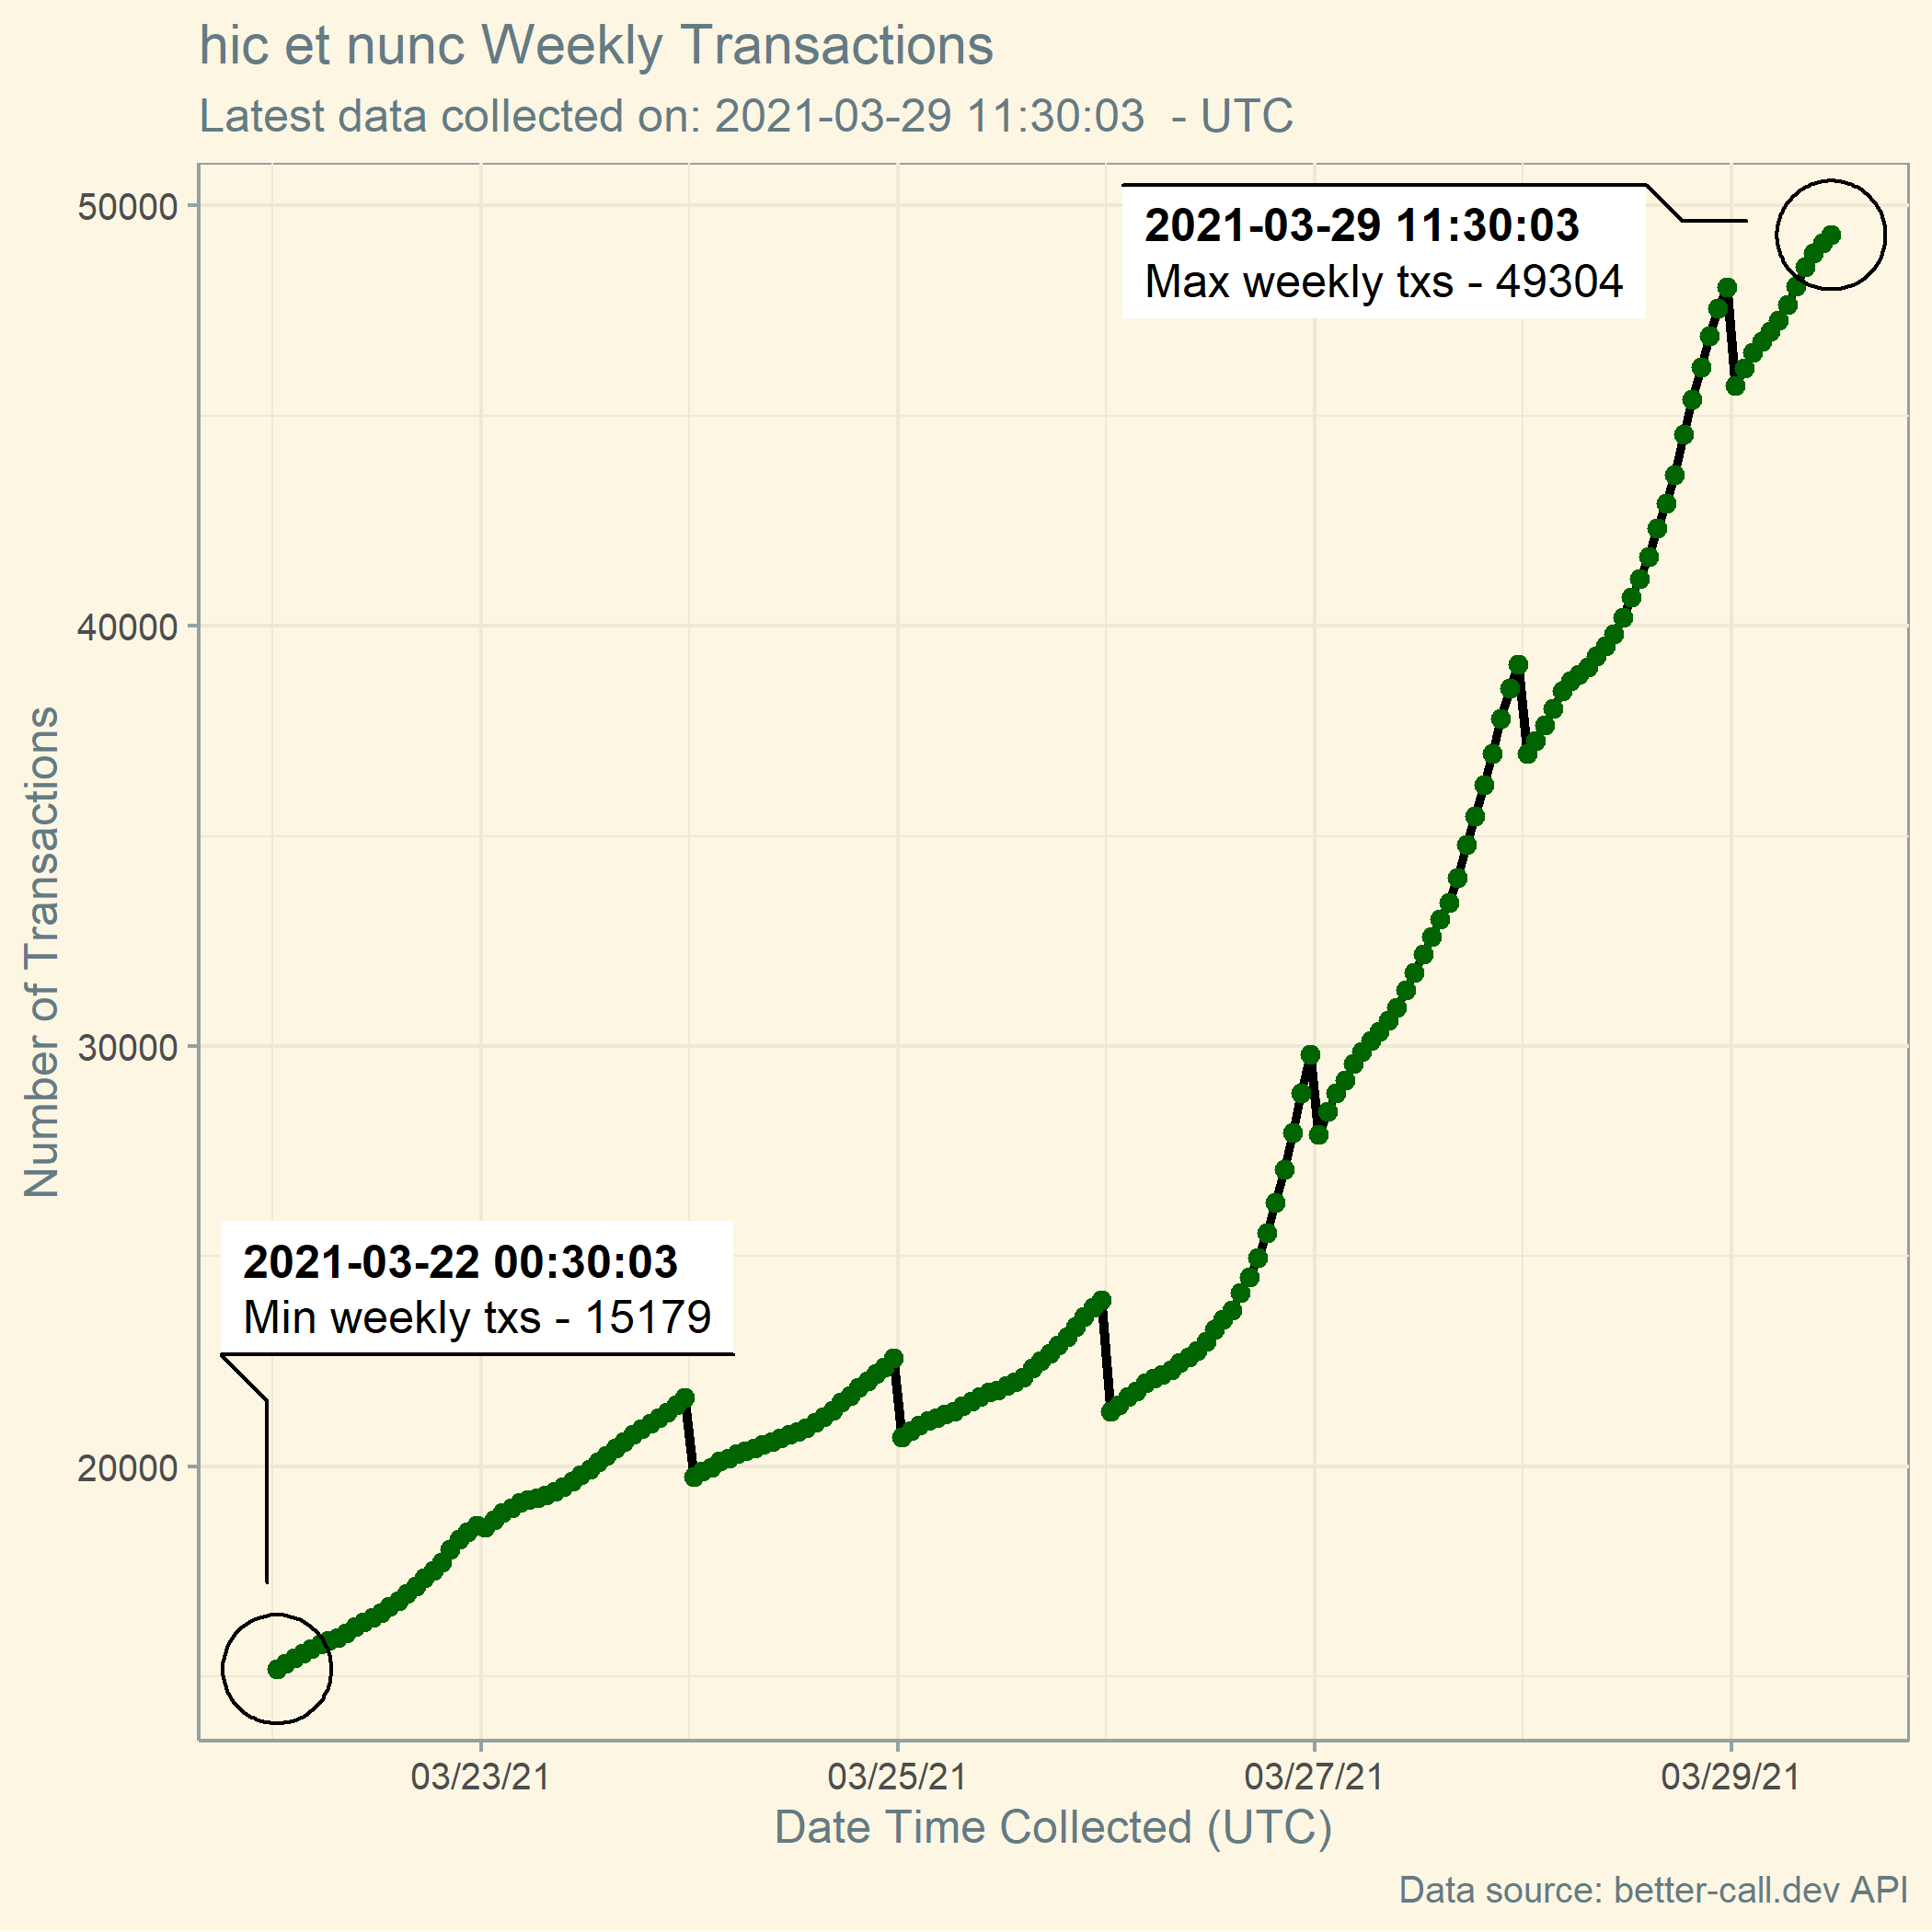 hic et nunc Weekly Transactions
Latest data collected on: 2021-03-29 11:30:03  - UTC
50000
2021-03-29 11:30:03
Max weekly txs - 49304
40000
Number of Transactions
30000
2021-03-22 00:30:03
Min weekly txs - 15179
20000
03/23/21
03/25/21
03/27/21
03/29/21
Date Time Collected (UTC)
Data source: better-call.dev API